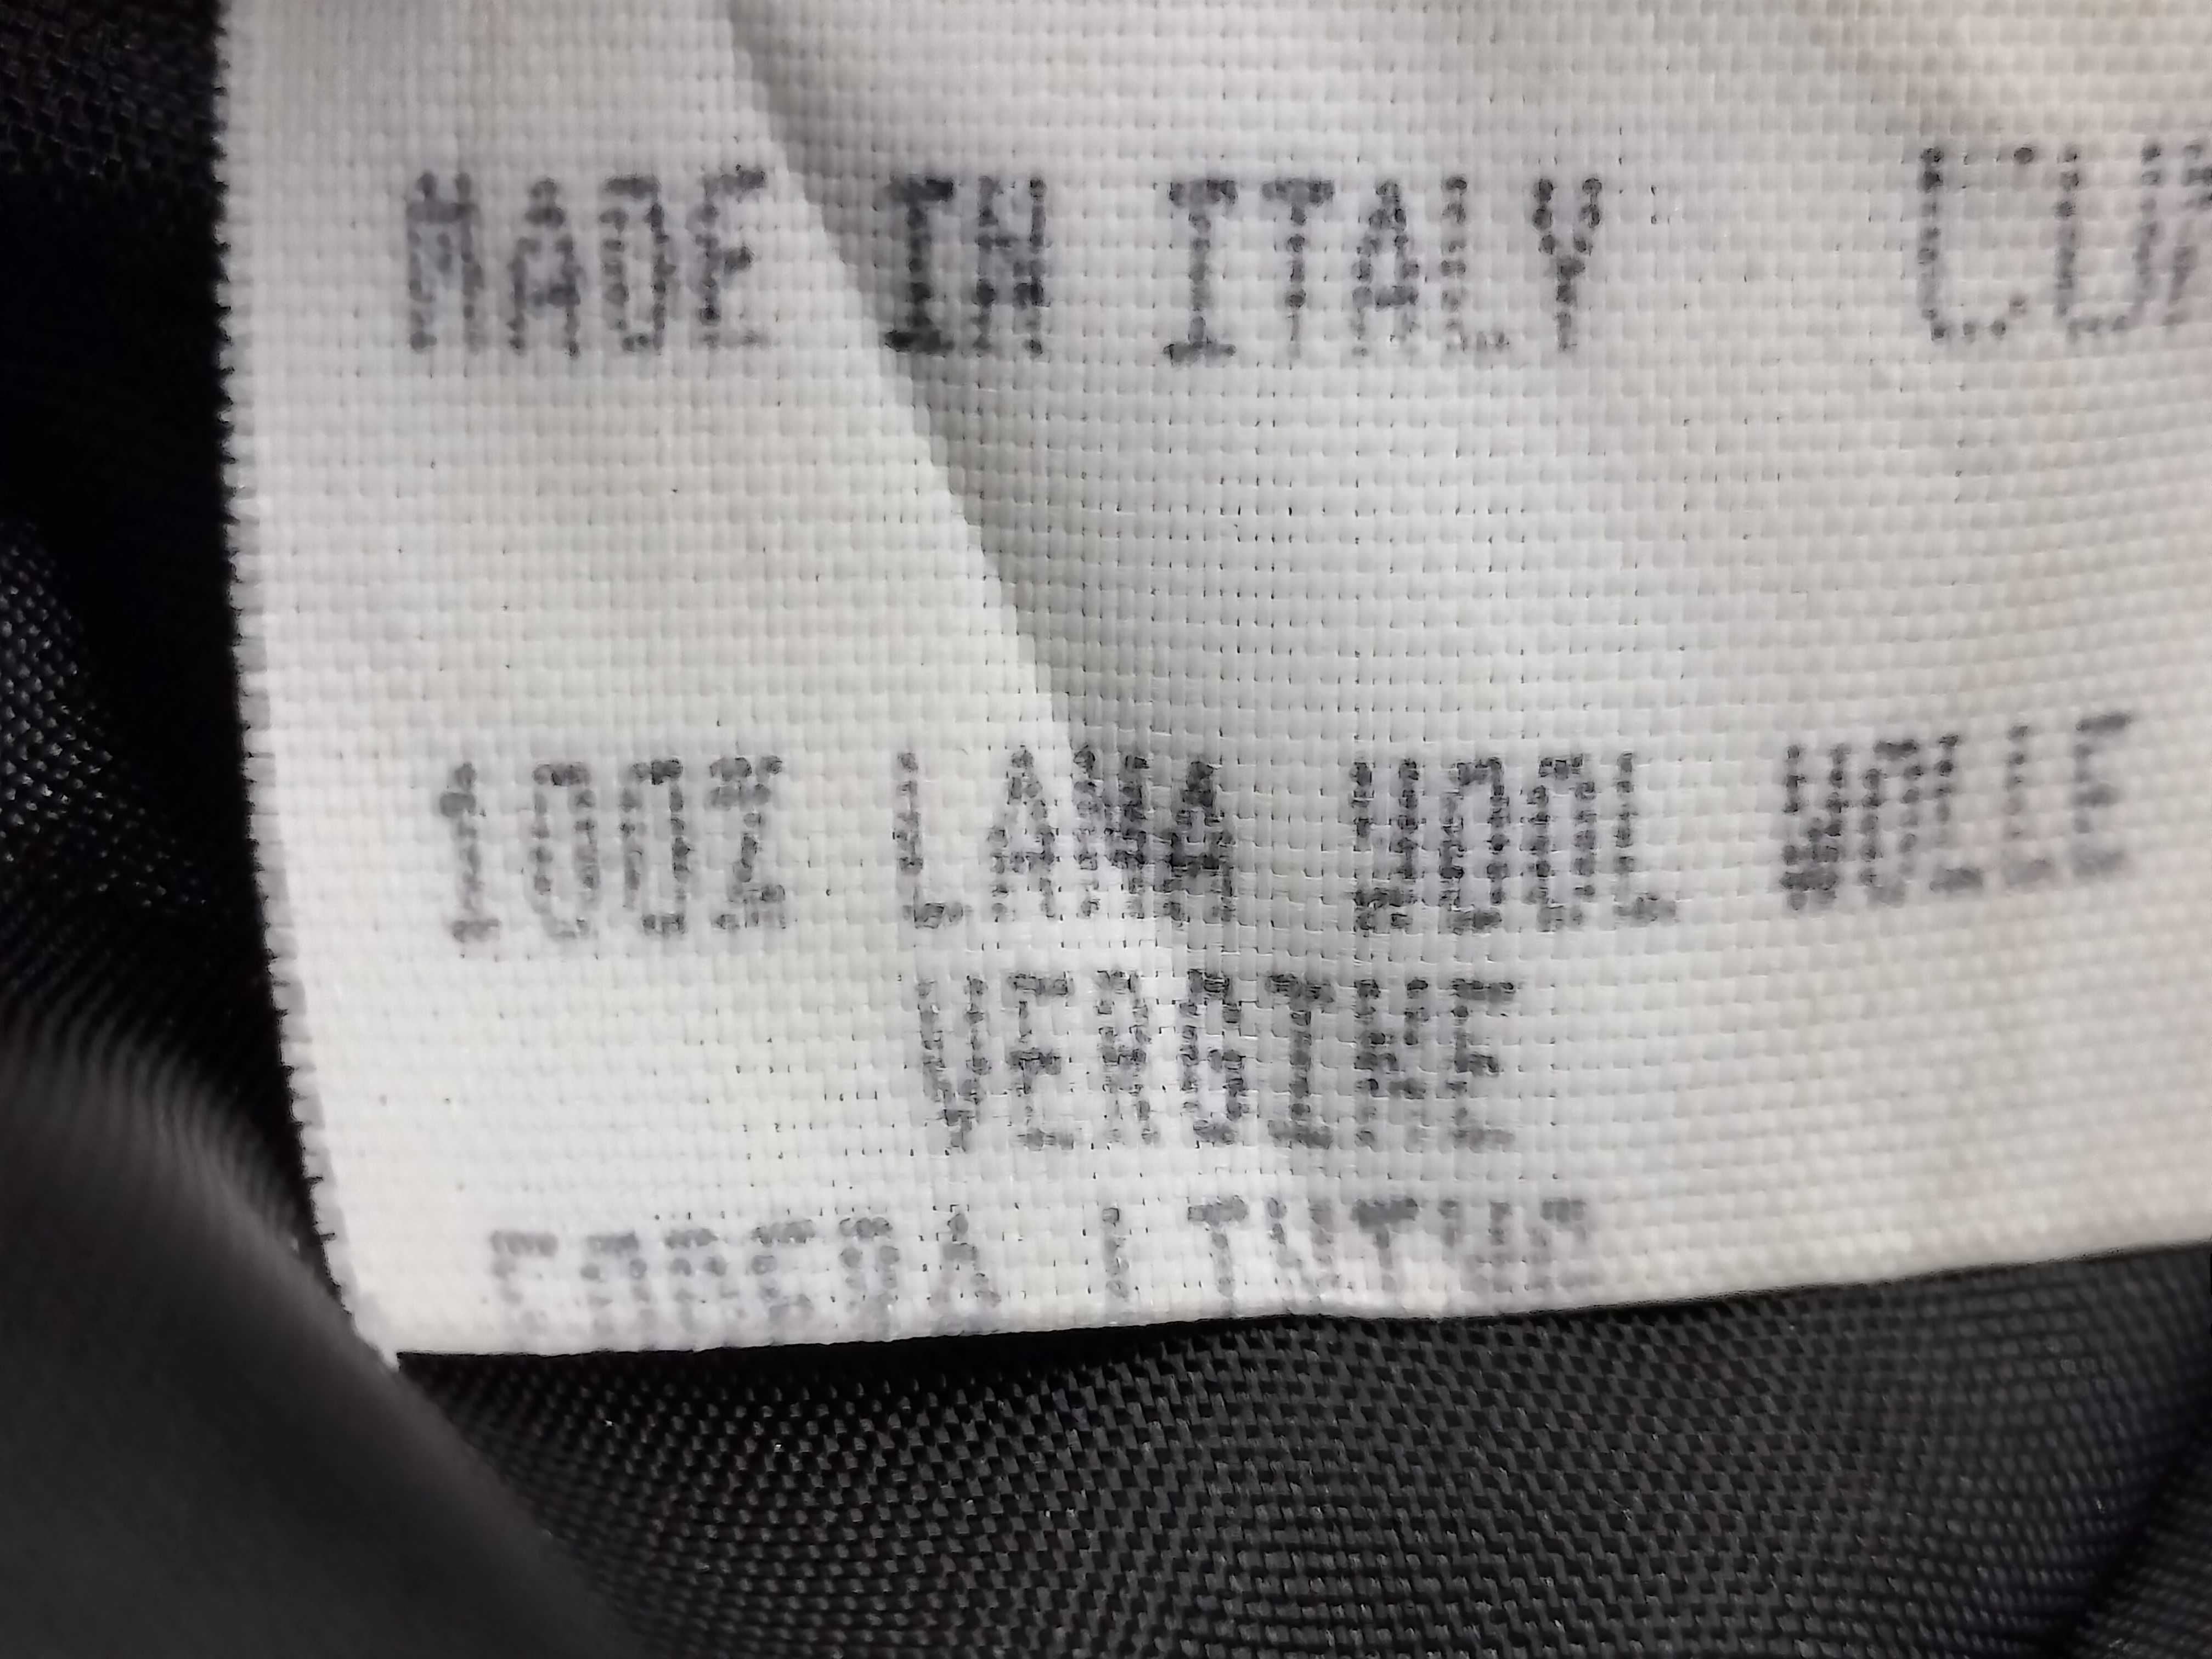 MADE IN ITALY
100% LANA WOOL WOLLE
VERGINE